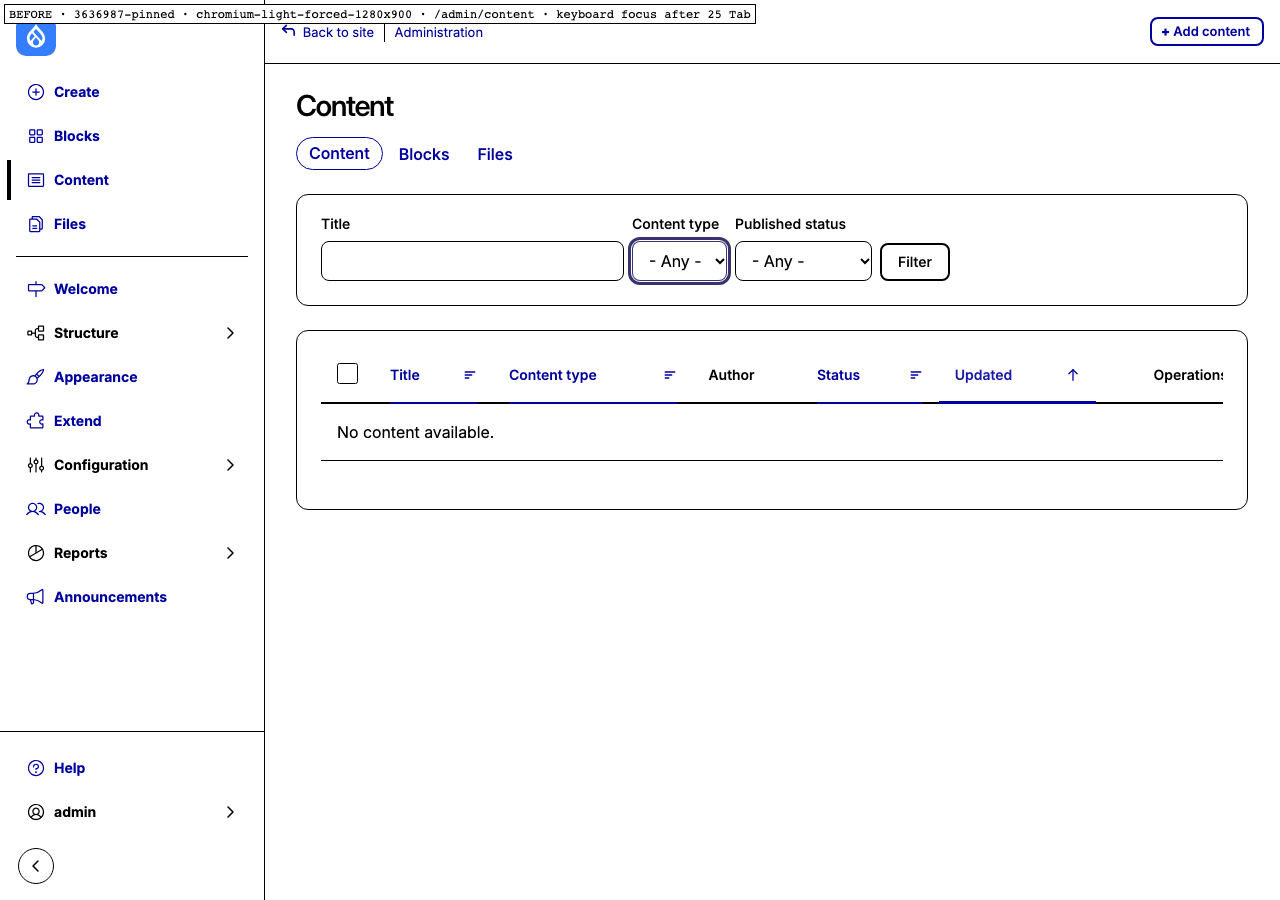 BEFORE · 3636987-pinned · chromium-light-forced-1280x900 · /admin/content · keyboard focus after 25 Tab
Back to site
Administration
+ Add content
Create
Blocks
Content
Files
Welcome
Structure
Appearance
Extend
Configuration
People
Reports
Announcements
Help
admin
Content
Content Blocks Files
Title Content type Published status
- Any - - Any - Filter
Title Content type Author Status Updated Operations
No content available.